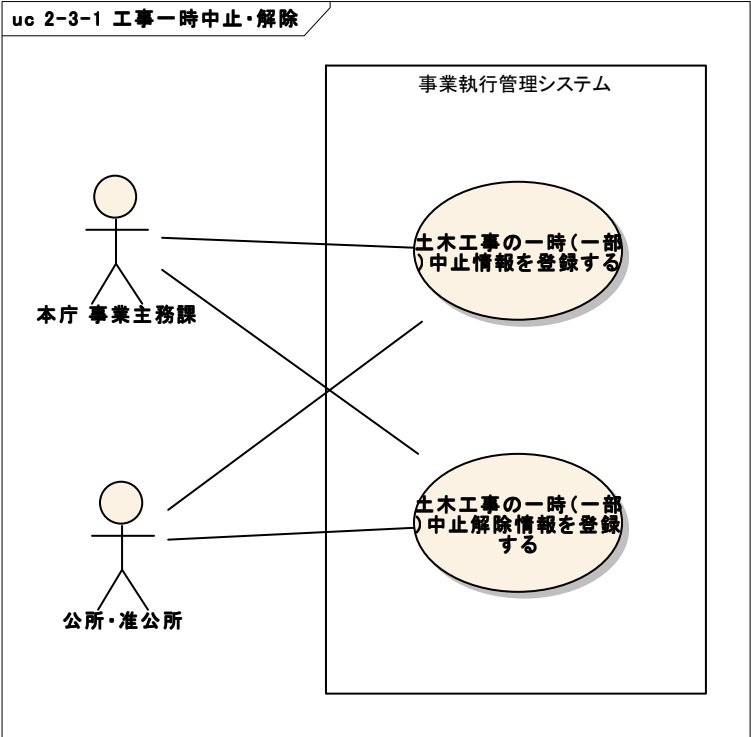 uc 2-3-1 工事一時中止・解除
事業執行管理システム
土木工事の一時(一部
)中止情報を登録する
本庁 事業主務課
土木工事の一時(一部
)中止解除情報を登録
する
公所・准公所